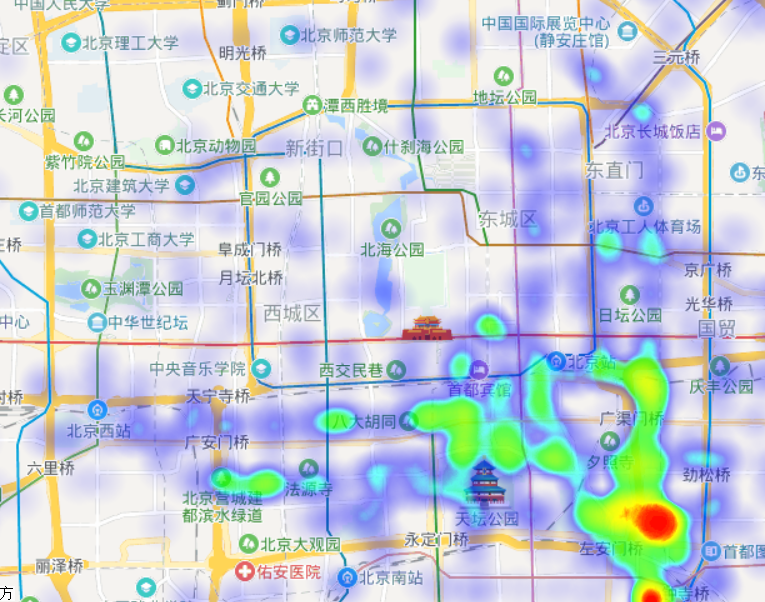 中国人民大学
蓟门桥
定区
北京理工大学
北京师范大学
中国国际展览中心
(静安庄馆)
明光桥
三元桥
北京交通大学
地坛公园
长河公园
潭西胜境
北京长城饭店
北京动物园
新街口
什刹海公园
紫竹院公园
东直门
北京建筑大学
东
官园公园
首都师范大学
东城区
北京工人体育场
北京工商大学
阜成门桥
北海公园
京广桥
月坛北桥
玉渊潭公园
日坛公园
光华桥
中心
中华世纪坛
西城区
国贸
中央音乐学院
西交民巷
北京站
首都宾馆
庆丰公园
天宁寺桥
北京西站
八大胡同
广渠门桥
广安门桥
夕照寺
六里桥
法源寺
劲松桥
北京营城建
都滨水绿道
天坛公园
北京大观园
永定门桥
左安门桥
首都图
丽泽桥
佑安医院
北京南站
方